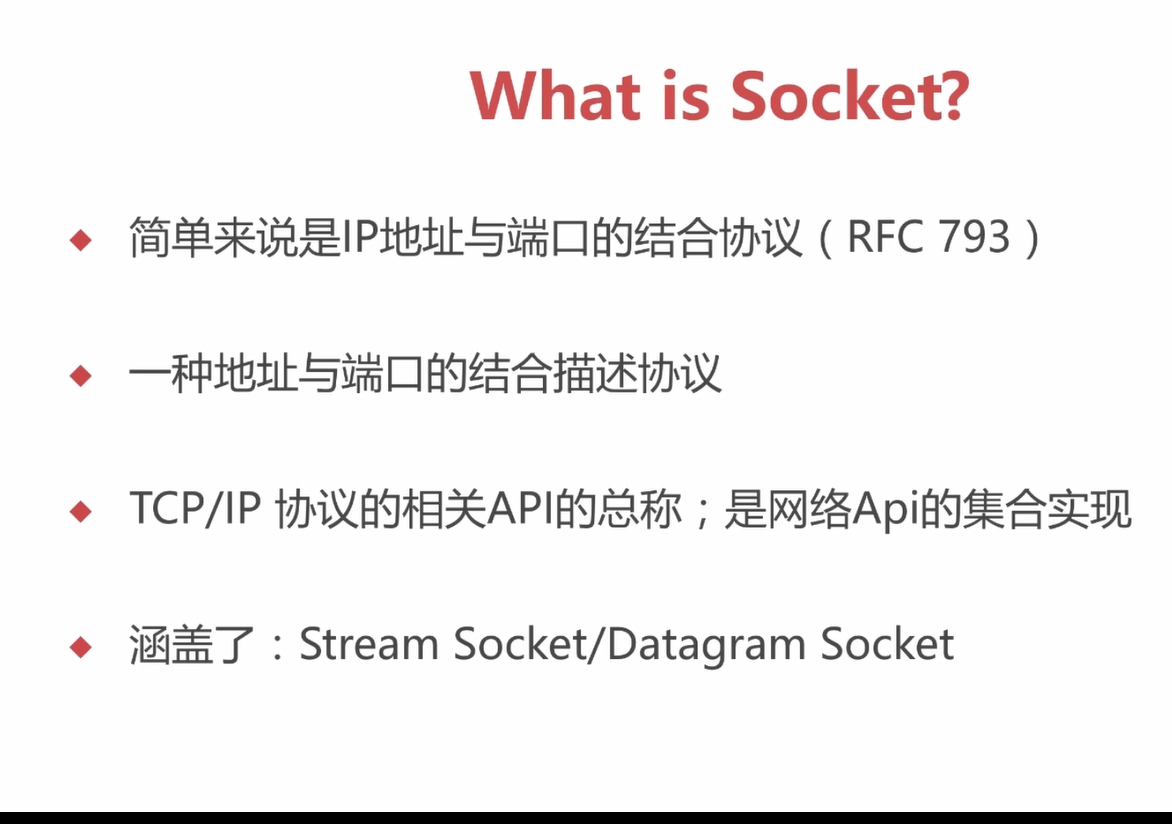 What is Socket?
简单来说是IP地址与端口的结合协议（RFC 793）
一种地址与端口的结合描述协议
TCP/IP 协议的相关API的总称；是网络Api的集合实现
涵盖了：Stream Socket/Datagram Socket